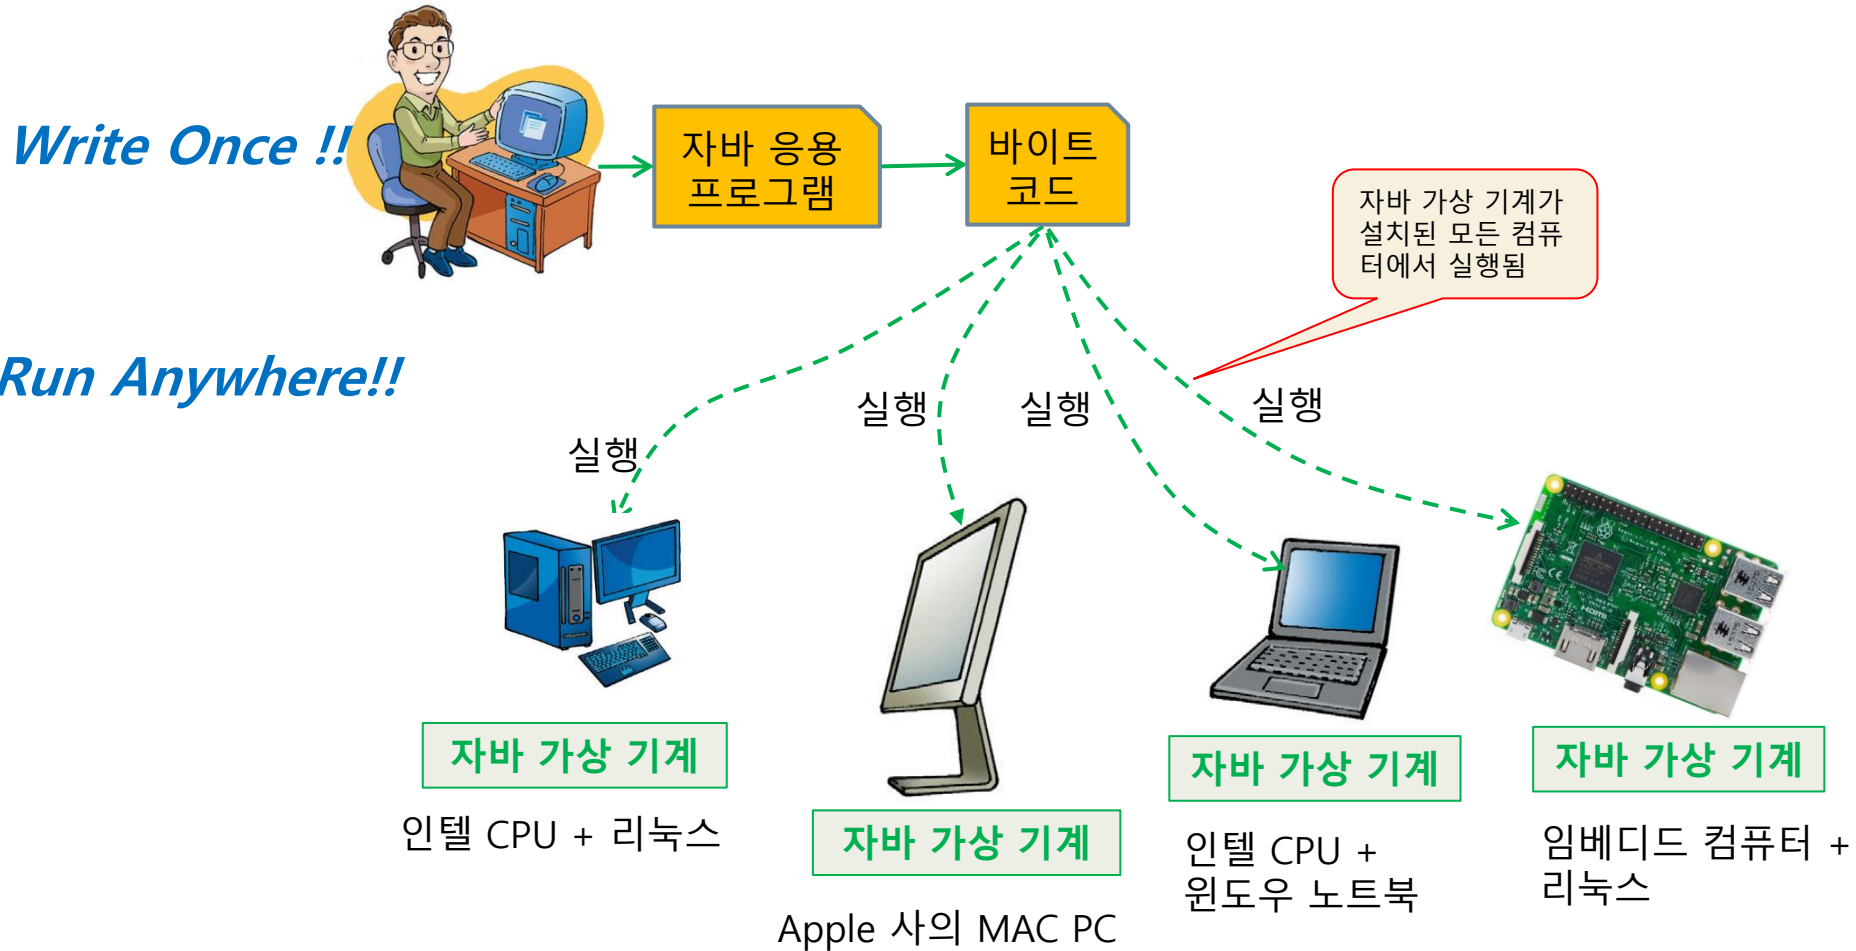 Write Once !!
자바 응용
프로그램
바이트
코드
자바 가상 기계가
설치된 모든 컴퓨
터에서 실행됨
Run Anywhere!!
실행
실행
실행
실행
HDMI
자바 가상 기계
인텔 CPU + 리눅스
자바 가상 기계
Apple 사의 MAC PC
자바 가상 기계
인텔 CPU +
윈도우 노트북
자바 가상 기계
임베디드 컴퓨터 +
리눅스